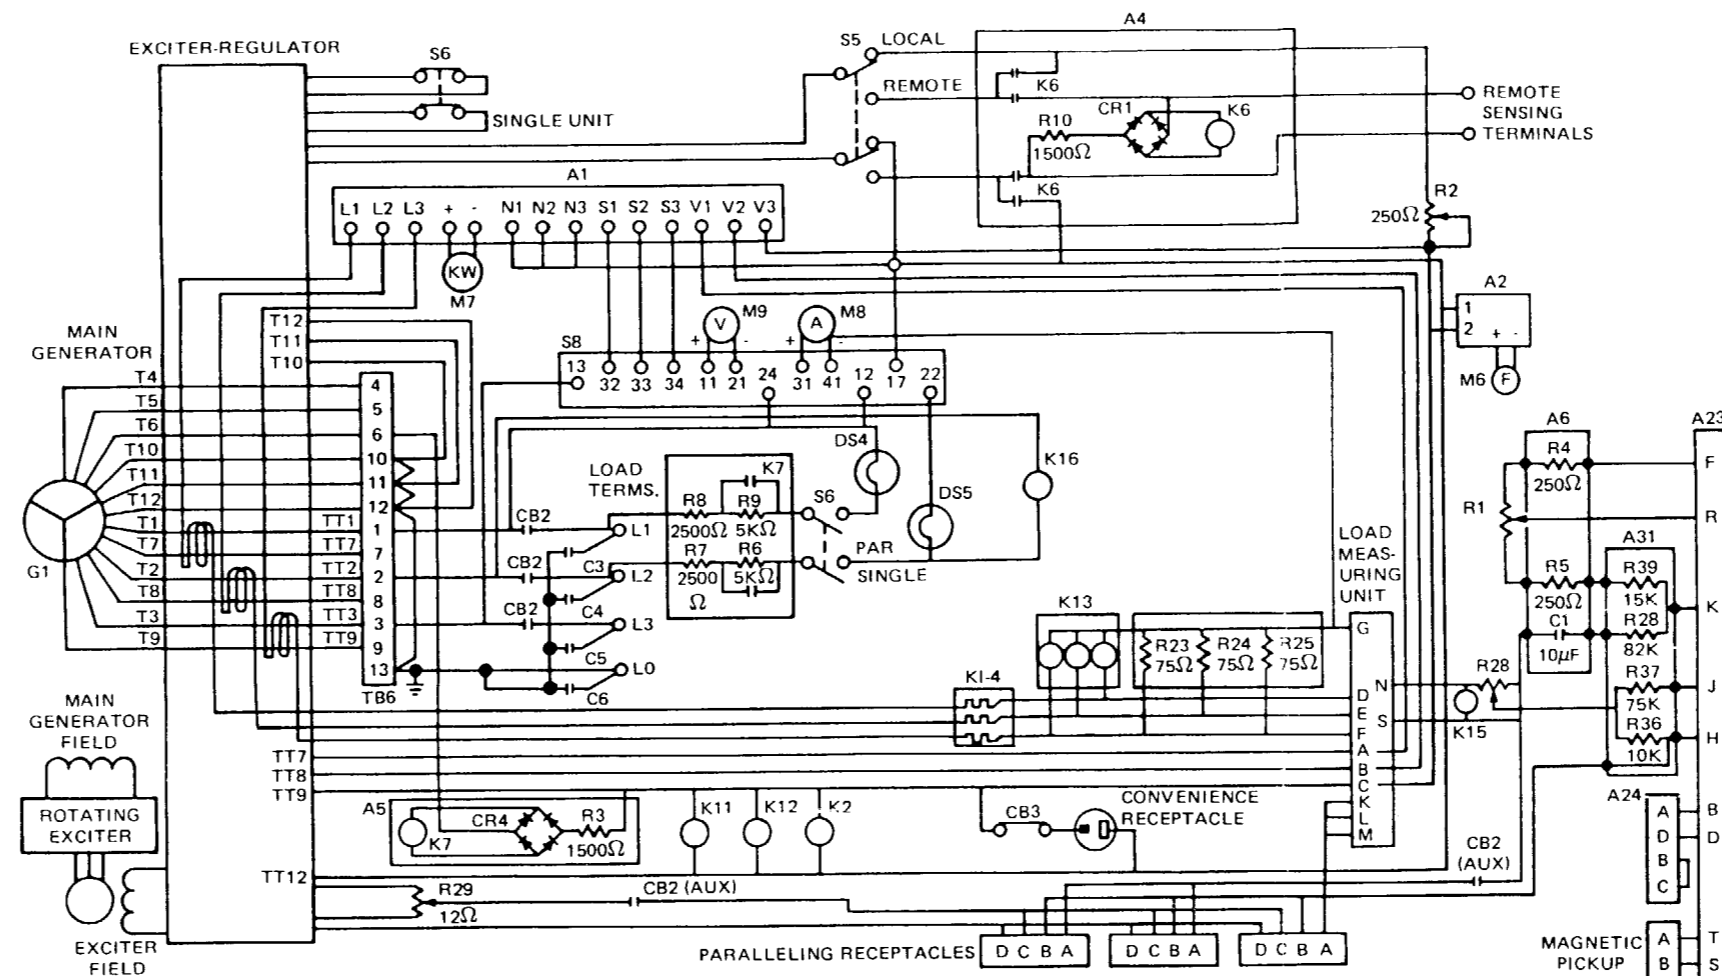 A4
EXCITER-REGULATOR
S6
S5 LOCAL
REMOTE
K6
CR1
K6
REMOTE
SENSING
TERMINALS
SINGLE UNIT
R10
1500Ω
A1
K6
R2
250Ω
L1 L2 L3 + - N1 N2 N3 S1 S2 S3 V1 V2 V3
KW
M7
A2
1
2
+ -
M6 F
MAIN
GENERATOR
T12
T11
T10
V M9
A M8
+ - + -
S8
13 32 33 34 11 21 24 31 41 12 17 22
T4
T5
T6
T10
T11
T12
T1
T7
T2
T8
T3
T9
G1
TT1
TT7
TT2
TT8
TT3
TT9
4
5
6
10
11
12
1
7
2
8
3
9
13
TB6
LOAD
TERMS.
K7
DS4
K16
DS5
S6
R8
2500Ω
R9
5KΩ
R7
2500
Ω
R6
5KΩ
PAR
SINGLE
CB2
L1
CB2
C3
L2
CB2
C4
L3
C5
L0
C6
A6
A23
R4
250Ω
F
R1
R
A31
R5
250Ω
R39
15K
K
C1
10µF
R28
82K
R37
75K
J
R36
10K
H
LOAD
MEAS-
URING
UNIT
K13
R23
75Ω
R24
75Ω
R25
75Ω
G
N
D
E
S
F
A
B
C
K
L
M
R28
K15
KI-4
MAIN
GENERATOR
FIELD
ROTATING
EXCITER
EXCITER
FIELD
TT7
TT8
TT9
A5
K7
CR4
R3
1500Ω
K11
K12
K2
CB3
CONVENIENCE
RECEPTACLE
A24
A B
D D
B
C
CB2
(AUX)
TT12
R29
12Ω
CB2 (AUX)
PARALLELING RECEPTACLES
D C B A
D C B A
D C B A
MAGNETIC
PICKUP
A T
B S